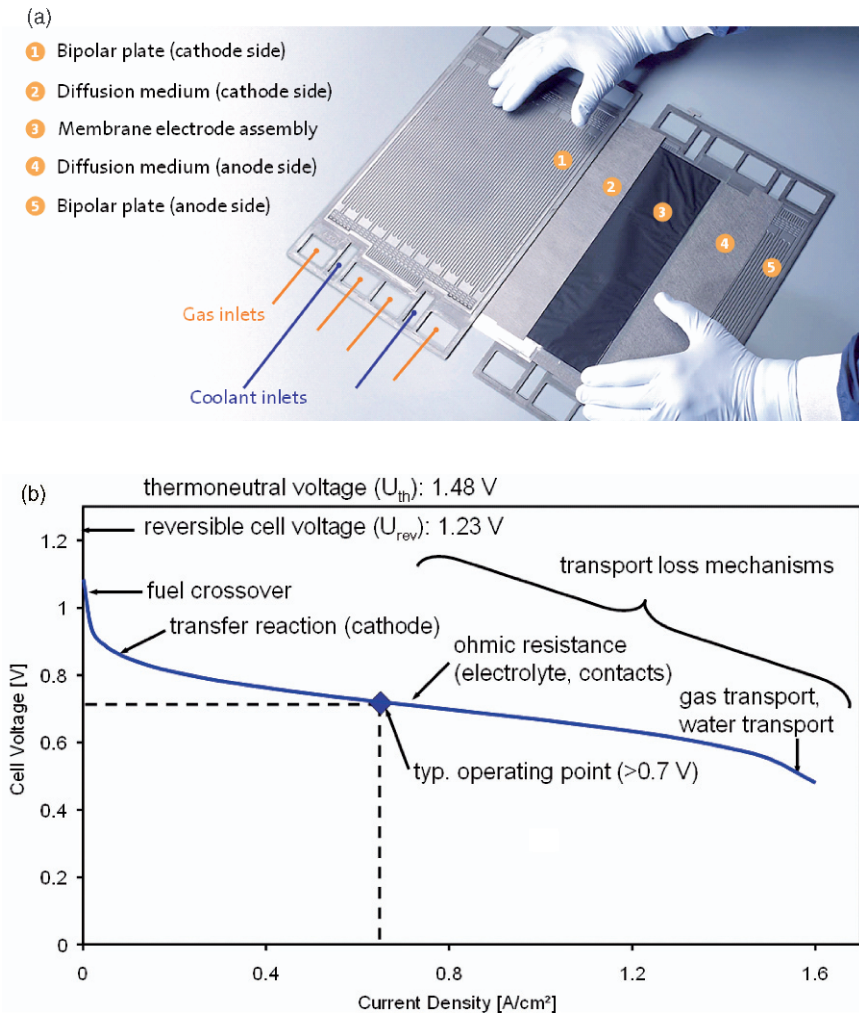 (a)
1 Bipolar plate (cathode side)
2 Diffusion medium (cathode side)
3 Membrane electrode assembly
4 Diffusion medium (anode side)
5 Bipolar plate (anode side)
1
2
3
4
5
Gas inlets
Coolant inlets
(b)
thermoneutral voltage (Uth): 1.48 V
reversible cell voltage (Urev): 1.23 V
transport loss mechanisms
fuel crossover
transfer reaction (cathode)
ohmic resistance
(electrolyte, contacts)
gas transport,
water transport
typ. operating point (>0.7 V)
Cell Voltage [V]
1.2
1
0.8
0.6
0.4
0.2
0
0
0.4
0.8
1.2
1.6
Current Density [A/cm²]